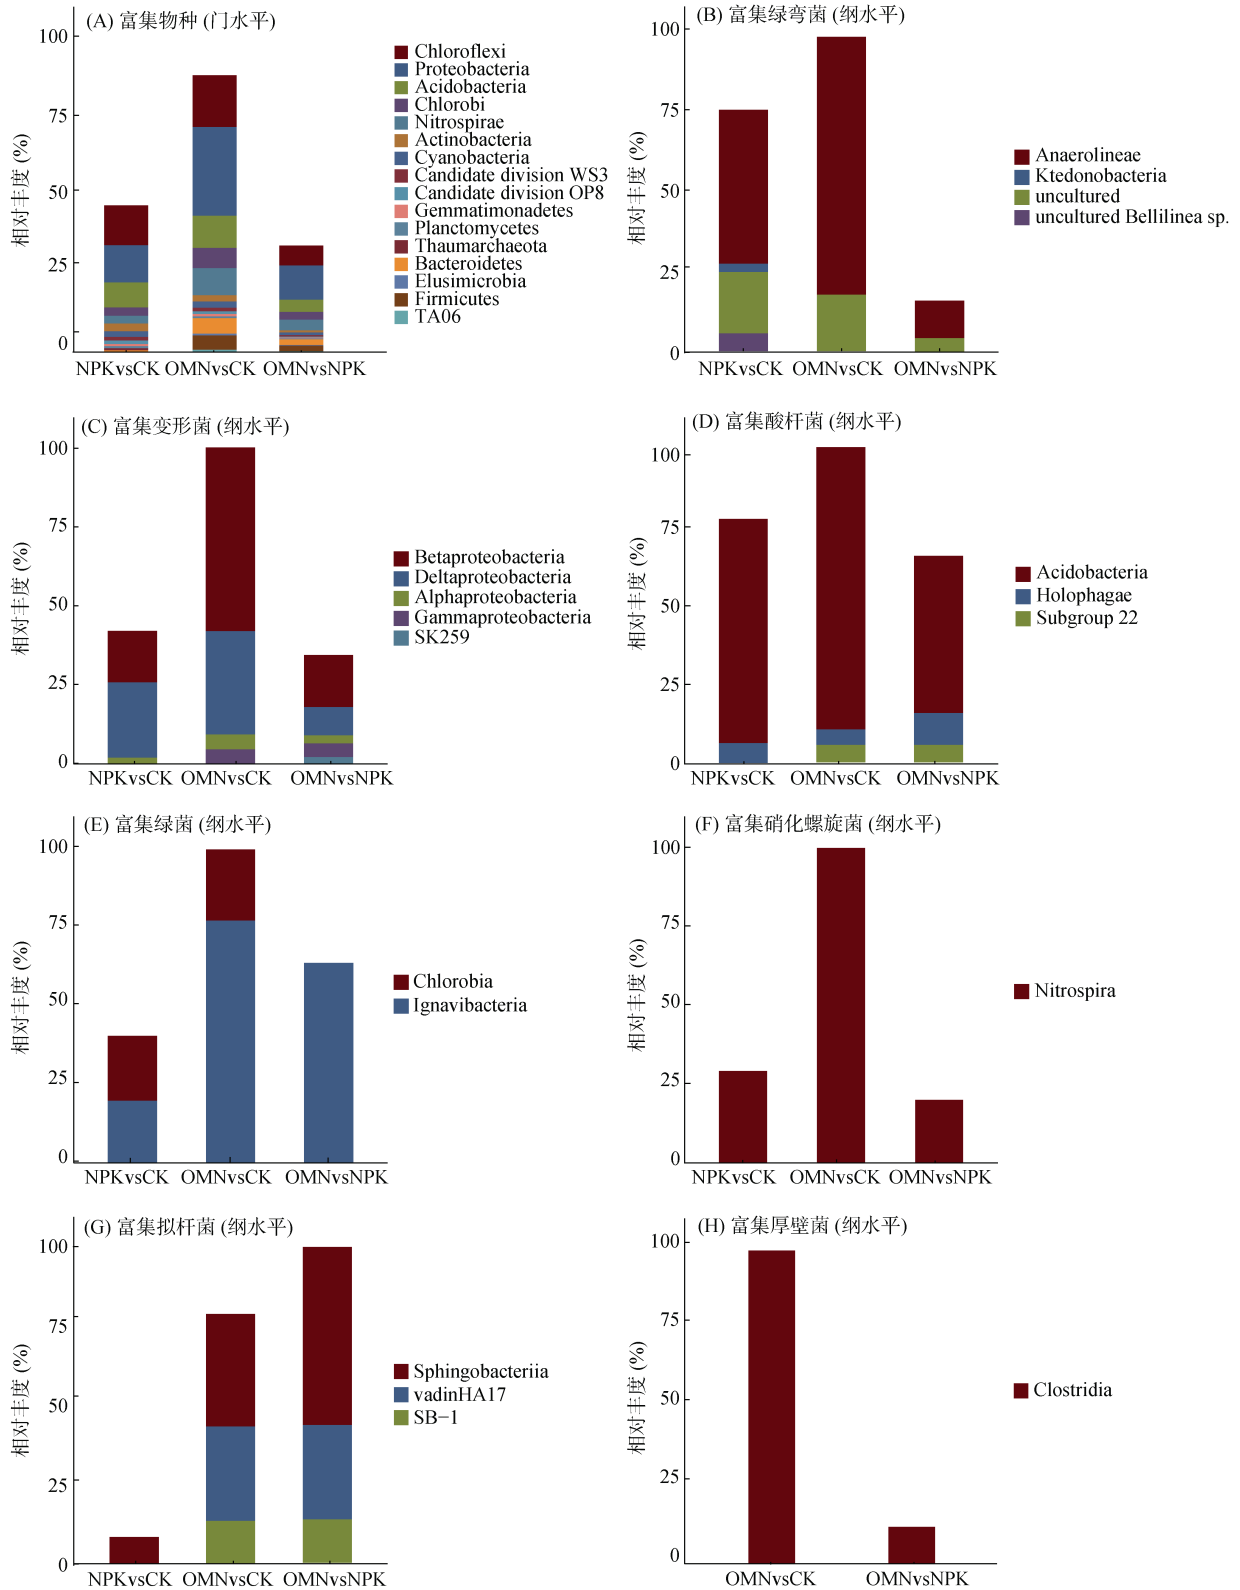 (A) 富集物种 (门水平)
相对丰度 (%)
100
75
50
25
0
NPKvsCK OMNvsCK OMNvsNPK
Chloroflexi
Proteobacteria
Acidobacteria
Chlorobi
Nitrospirae
Actinobacteria
Cyanobacteria
Candidate division WS3
Candidate division OP8
Gemmatimonadetes
Planctomycetes
Thaumarchaeota
Bacteroidetes
Elusimicrobia
Firmicutes
TA06
(B) 富集绿弯菌 (纲水平)
相对丰度 (%)
100
75
50
25
0
NPKvsCK OMNvsCK OMNvsNPK
Anaerolineae
Ktedonobacteria
uncultured
uncultured Bellilinea sp.
(C) 富集变形菌 (纲水平)
相对丰度 (%)
100
75
50
25
0
NPKvsCK OMNvsCK OMNvsNPK
Betaproteobacteria
Deltaproteobacteria
Alphaproteobacteria
Gammaproteobacteria
SK259
(D) 富集酸杆菌 (纲水平)
相对丰度 (%)
100
75
50
25
0
NPKvsCK OMNvsCK OMNvsNPK
Acidobacteria
Holophagae
Subgroup 22
(E) 富集绿菌 (纲水平)
相对丰度 (%)
100
75
50
25
0
NPKvsCK OMNvsCK OMNvsNPK
Chlorobia
Ignavibacteria
(F) 富集硝化螺旋菌 (纲水平)
相对丰度 (%)
100
75
50
25
0
NPKvsCK OMNvsCK OMNvsNPK
Nitrospira
(G) 富集拟杆菌 (纲水平)
相对丰度 (%)
100
75
50
25
0
NPKvsCK OMNvsCK OMNvsNPK
Sphingobacteriia
vadinHA17
SB−1
(H) 富集厚壁菌 (纲水平)
相对丰度 (%)
100
75
50
25
0
OMNvsCK OMNvsNPK
Clostridia